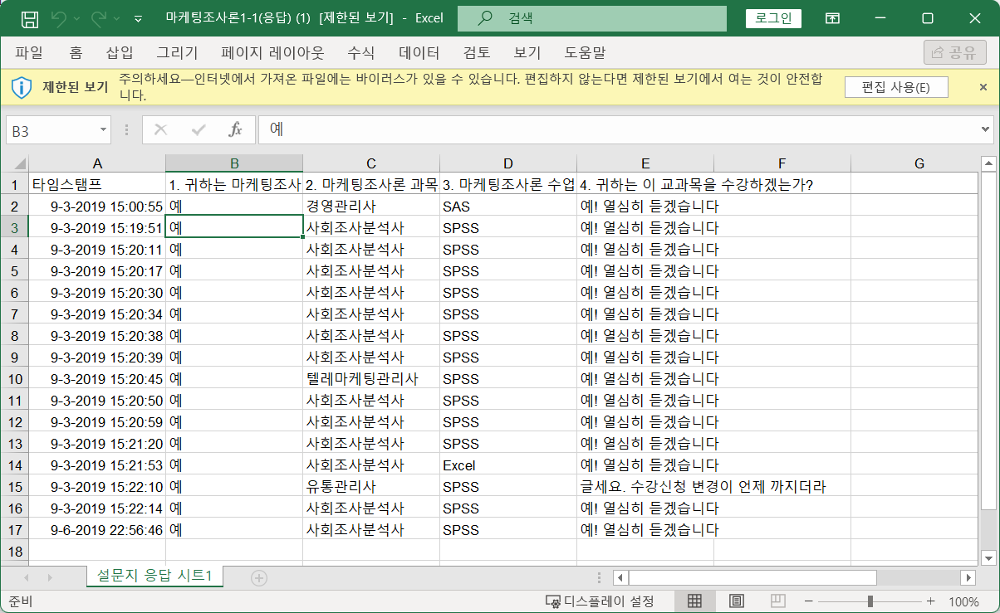 마케팅조사론1-1(응답) (1) [제한된 보기] - Excel 검색 로그인
파일 홈 삽입 그리기 페이지 레이아웃 수식 데이터 검토 보기 도움말 공유
제한된 보기 주의하세요—인터넷에서 가져온 파일에는 바이러스가 있을 수 있습니다. 편집하지 않는다면 제한된 보기에서 여는 것이 안전합
니다. 편집 사용(E)
B3 fx 예
A B C D E F G
1 타임스탬프 1. 귀하는 마케팅조사 2. 마케팅조사론 과목 3. 마케팅조사론 수업 4. 귀하는 이 교과목을 수강하겠는가?
2 9-3-2019 15:00:55 예 경영관리사 SAS 예! 열심히 듣겠습니다
3 9-3-2019 15:19:51 예 사회조사분석사 SPSS 예! 열심히 듣겠습니다
4 9-3-2019 15:20:11 예 사회조사분석사 SPSS 예! 열심히 듣겠습니다
5 9-3-2019 15:20:17 예 사회조사분석사 SPSS 예! 열심히 듣겠습니다
6 9-3-2019 15:20:30 예 사회조사분석사 SPSS 예! 열심히 듣겠습니다
7 9-3-2019 15:20:34 예 사회조사분석사 SPSS 예! 열심히 듣겠습니다
8 9-3-2019 15:20:38 예 사회조사분석사 SPSS 예! 열심히 듣겠습니다
9 9-3-2019 15:20:39 예 사회조사분석사 SPSS 예! 열심히 듣겠습니다
10 9-3-2019 15:20:45 예 텔레마케팅관리사 SPSS 예! 열심히 듣겠습니다
11 9-3-2019 15:20:50 예 사회조사분석사 SPSS 예! 열심히 듣겠습니다
12 9-3-2019 15:20:59 예 사회조사분석사 SPSS 예! 열심히 듣겠습니다
13 9-3-2019 15:21:20 예 사회조사분석사 SPSS 예! 열심히 듣겠습니다
14 9-3-2019 15:21:53 예 사회조사분석사 Excel 예! 열심히 듣겠습니다
15 9-3-2019 15:22:10 예 유통관리사 SPSS 글세요. 수강신청 변경이 언제 까지더라
16 9-3-2019 15:22:14 예 사회조사분석사 SPSS 예! 열심히 듣겠습니다
17 9-6-2019 22:56:46 예 사회조사분석사 SPSS 예! 열심히 듣겠습니다
18
설문지 응답 시트1
준비 디스플레이 설정 100%